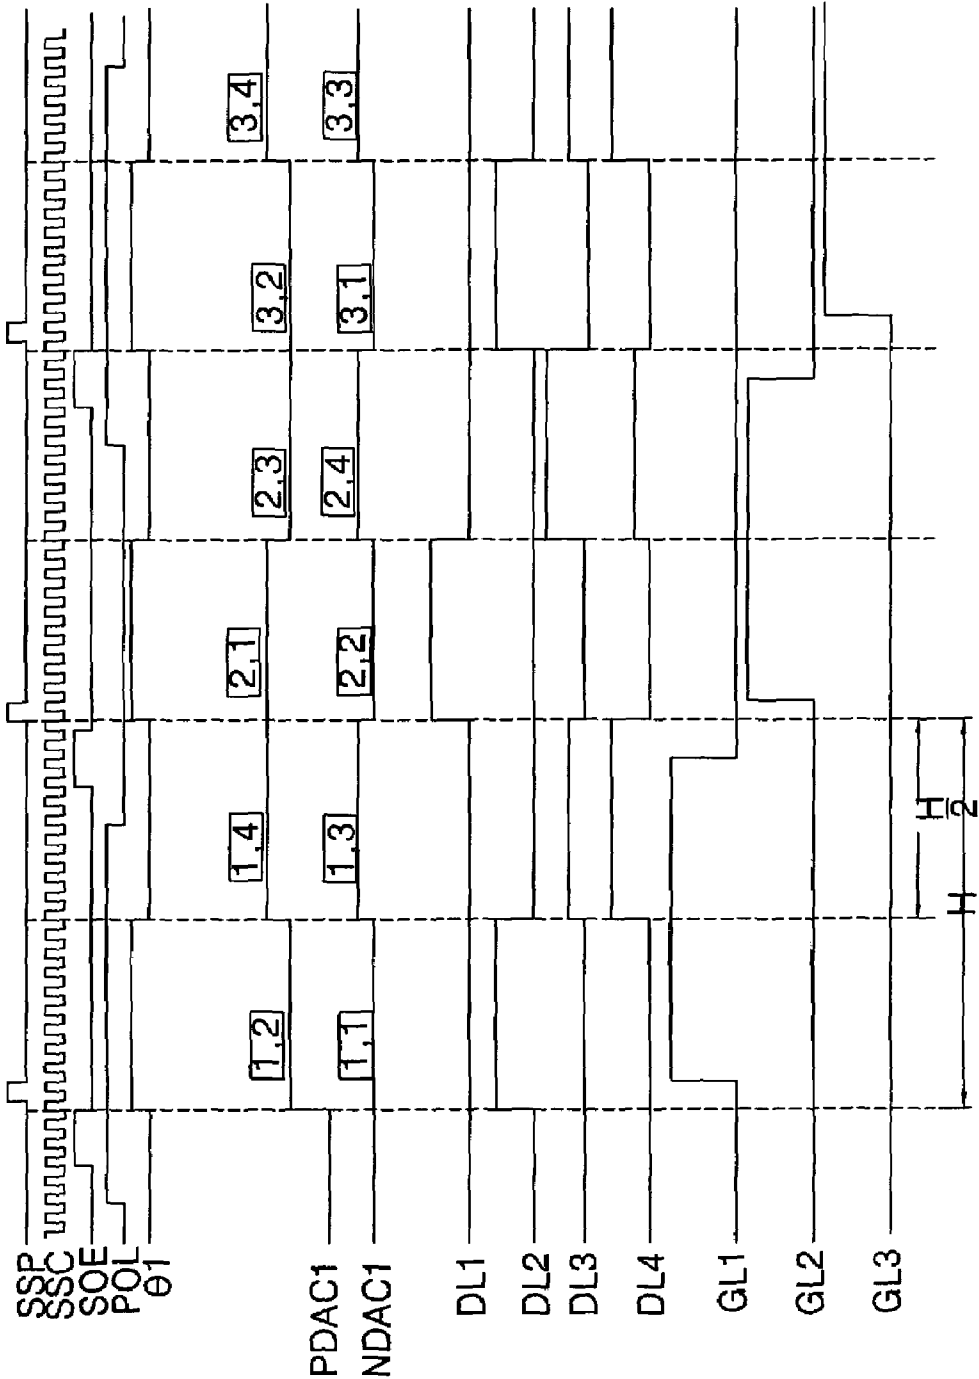 SSP
SSC
SOE
POL
θ1
PDAC1
1,2
1,4
2,1
2,3
3,2
3,4
NDAC1
1,1
1,3
2,2
2,4
3,1
3,3
DL1
DL2
DL3
DL4
GL1
GL2
GL3
H/2
H